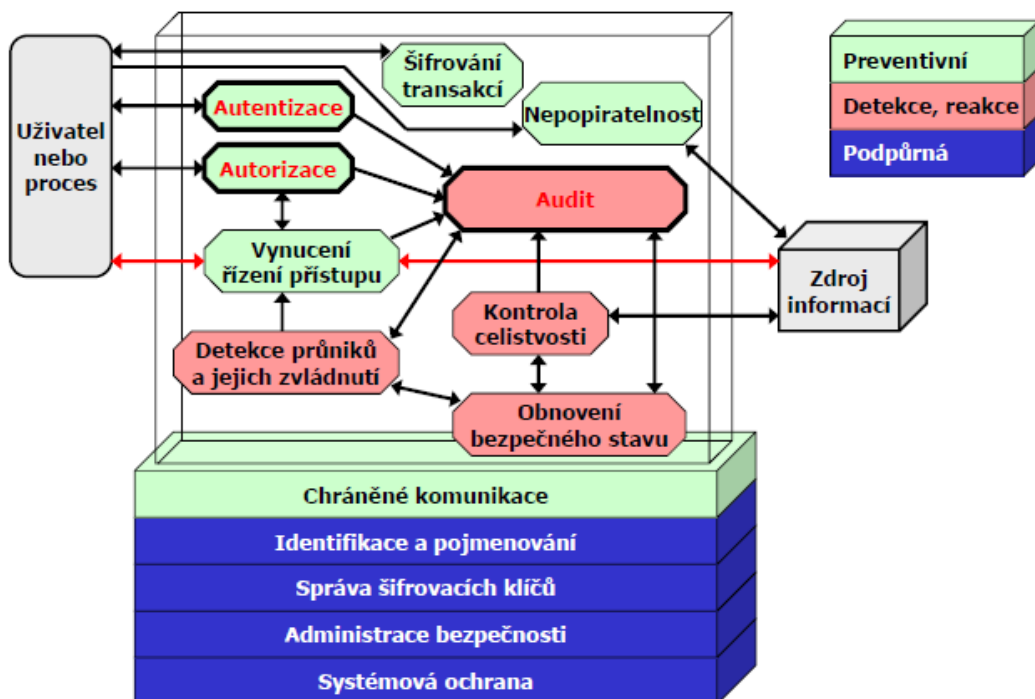 Uživatel
nebo
proces
Šifrování
transakcí
Nepopiratelnost
Autentizace
Autorizace
Audit
Vynucení
řízení přístupu
Kontrola
celistvosti
Detekce průniků
a jejich zvládnutí
Obnovení
bezpečného stavu
Zdroj
informací
Preventivní
Detekce, reakce
Podpůrná
Chráněné komunikace
Identifikace a pojmenování
Správa šifrovacích klíčů
Administrace bezpečnosti
Systémová ochrana